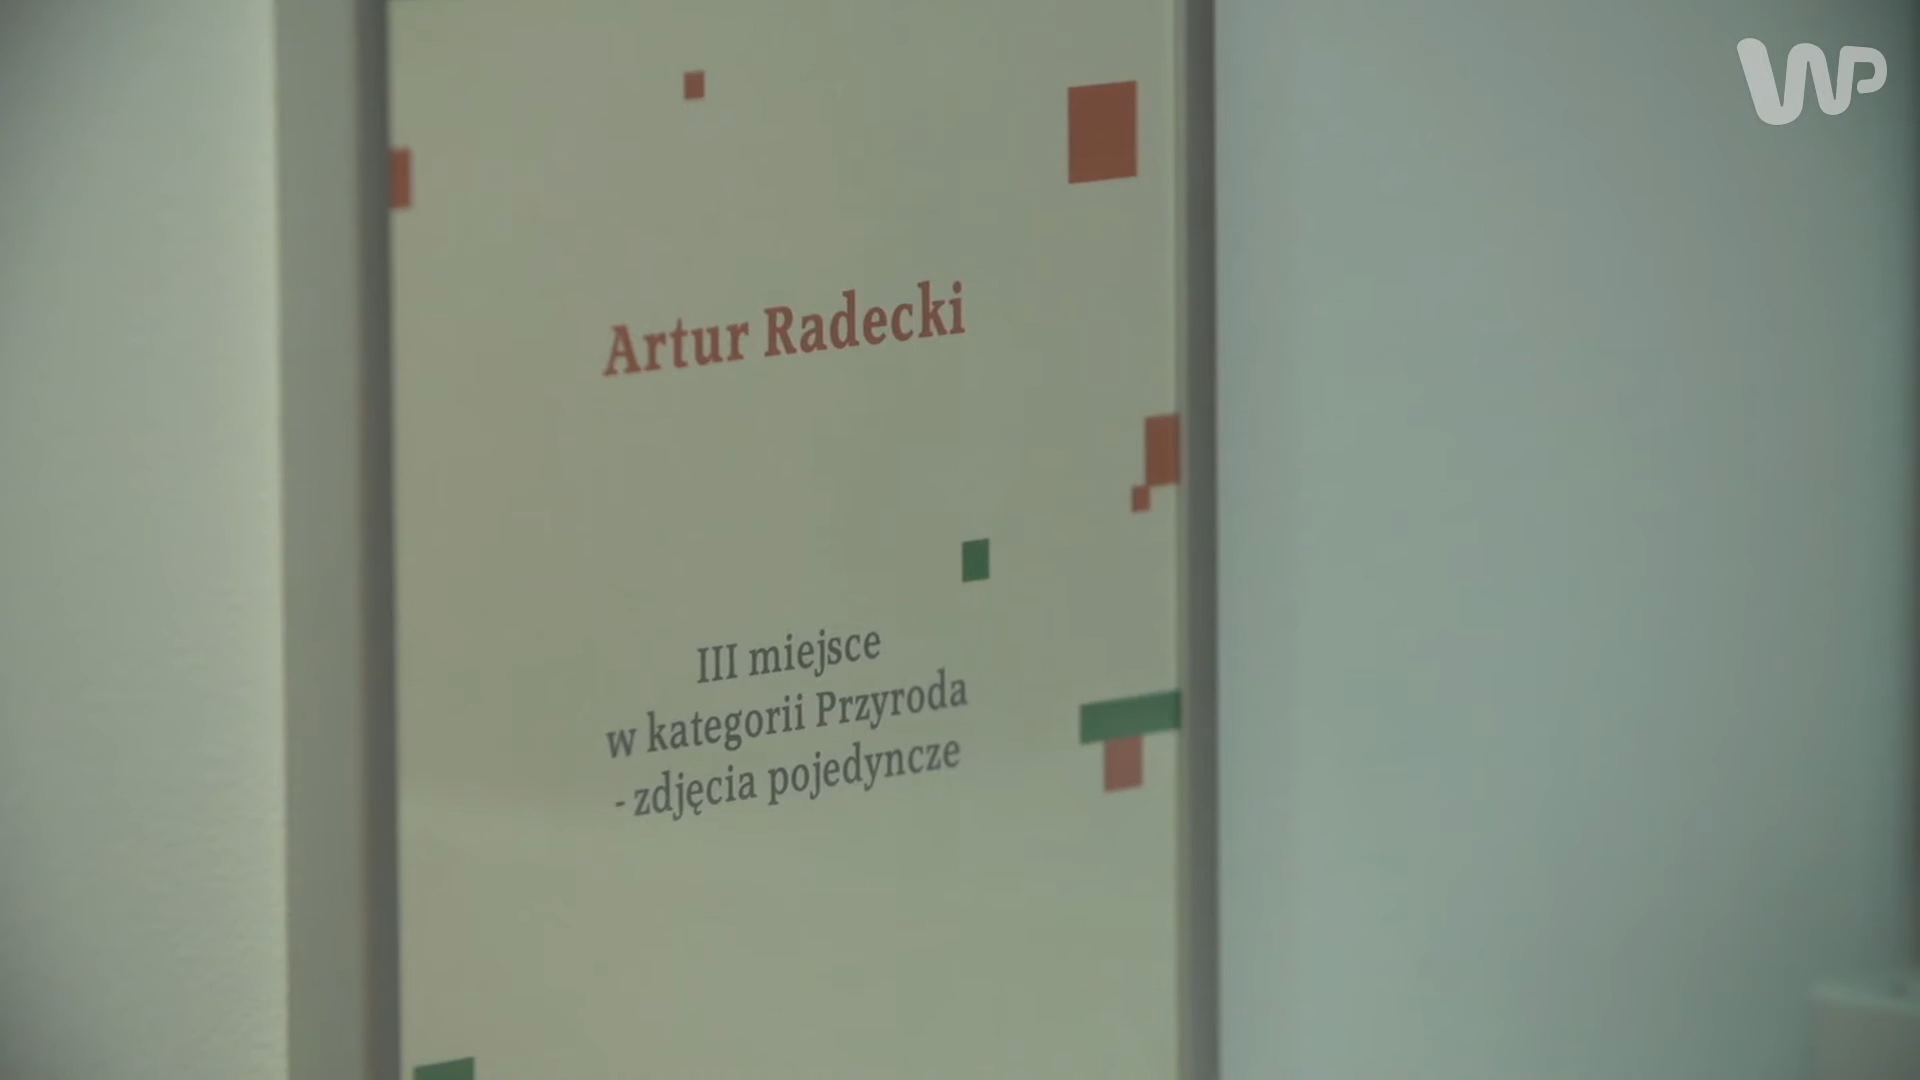 WP
Artur Radecki
III miejsce
w kategorii Przyroda
- zdjęcia pojedyncze